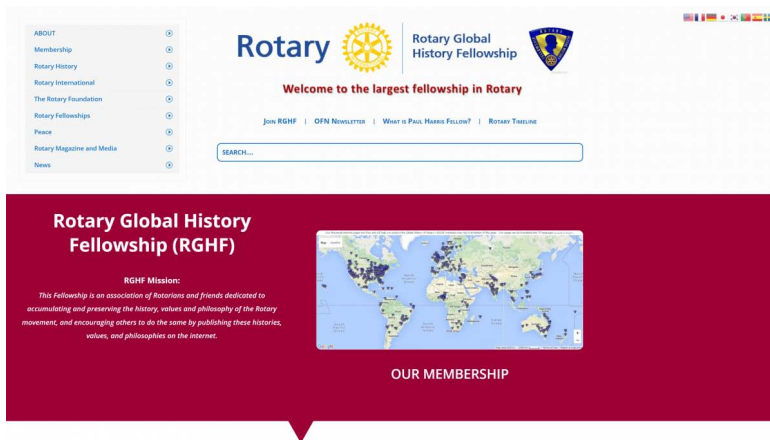 ABOUT
Membership
Rotary History
Rotary International
The Rotary Foundation
Rotary Fellowships
Peace
Rotary Magazine and Media
News
Rotary
Rotary Global
History Fellowship
Welcome to the largest fellowship in Rotary
JOIN RGHF | OFN NEWSLETTER | WHAT IS PAUL HARRIS FELLOW? | ROTARY TIMELINE
SEARCH....
Rotary Global History
Fellowship (RGHF)
RGHF Mission:
This Fellowship is an association of Rotarians and friends dedicated to
accumulating and preserving the history, values and philosophy of the Rotary
movement, and encouraging others to do the same by publishing these histories,
values, and philosophies on the internet.
OUR MEMBERSHIP